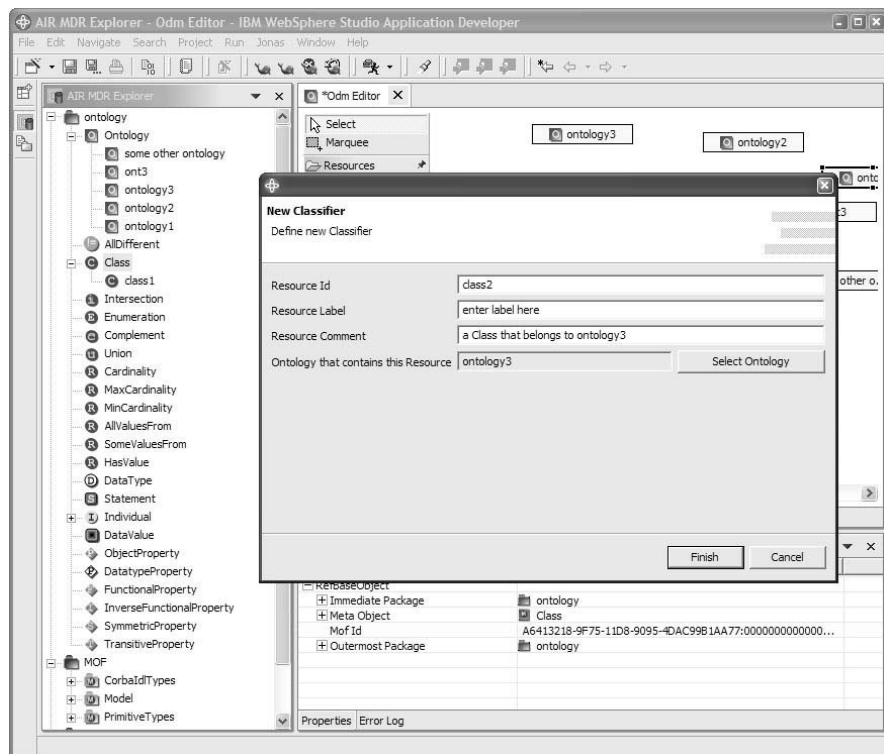 AIR MDR Explorer - Odm Editor - IBM WebSphere Studio Application Developer
File Edit Navigate Search Project Run Jonas Window Help
AIR MDR Explorer
ontology
Ontology
some other ontology
ont3
ontology3
ontology2
ontology1
AllDifferent
Class
class1
Intersection
Enumeration
Complement
Union
Cardinality
MaxCardinality
MinCardinality
AllValuesFrom
SomeValuesFrom
HasValue
DataType
Statement
Individual
DataValue
ObjectProperty
DatatypeProperty
FunctionalProperty
InverseFunctionalProperty
SymmetricProperty
TransitiveProperty
MOF
CorbaIdlTypes
Model
PrimitiveTypes
*Odm Editor
Select
Marquee
Resources
ontology3
ontology2
onto
:3
other o.
New Classifier
Define new Classifier
Resource Id class2
Resource Label enter label here
Resource Comment a Class that belongs to ontology3
Ontology that contains this Resource ontology3 Select Ontology
Finish Cancel
RefBaseObject
Immediate Package ontology
Meta Object Class
Mof Id A6413218-9F75-11D8-9095-4DAC99B1AA77:0000000000000...
Outermost Package ontology
Properties Error Log